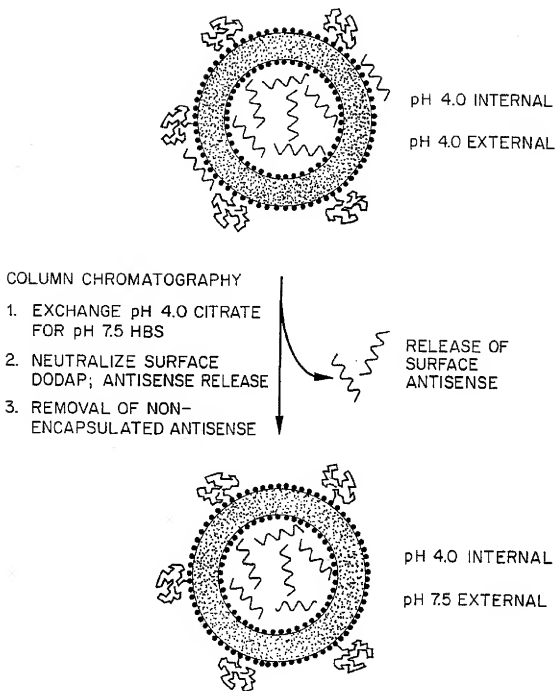 pH 4.0 INTERNAL
pH 4.0 EXTERNAL
COLUMN CHROMATOGRAPHY
1. EXCHANGE pH 4.0 CITRATE
FOR pH 7.5 HBS
2. NEUTRALIZE SURFACE
DODAP; ANTISENSE RELEASE
3. REMOVAL OF NON-
ENCAPSULATED ANTISENSE
RELEASE OF
SURFACE
ANTISENSE
pH 4.0 INTERNAL
pH 7.5 EXTERNAL